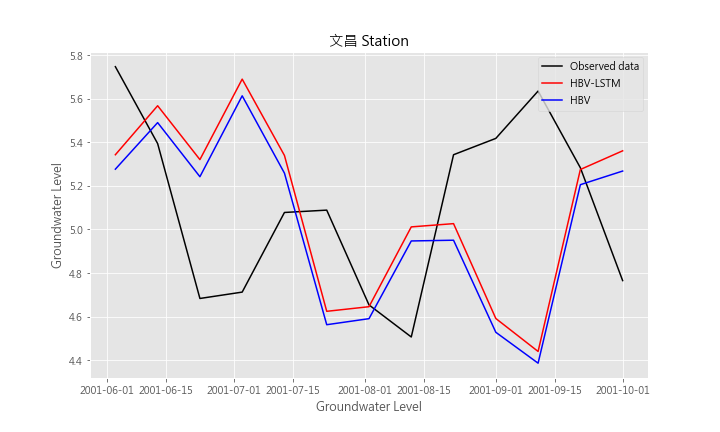 文昌 Station
Observed data
HBV-LSTM
HBV
Groundwater Level
5.8
5.6
5.4
5.2
5.0
4.8
4.6
4.4
2001-06-01 2001-06-15 2001-07-01 2001-07-15 2001-08-01 2001-08-15 2001-09-01 2001-09-15 2001-10-01
Groundwater Level